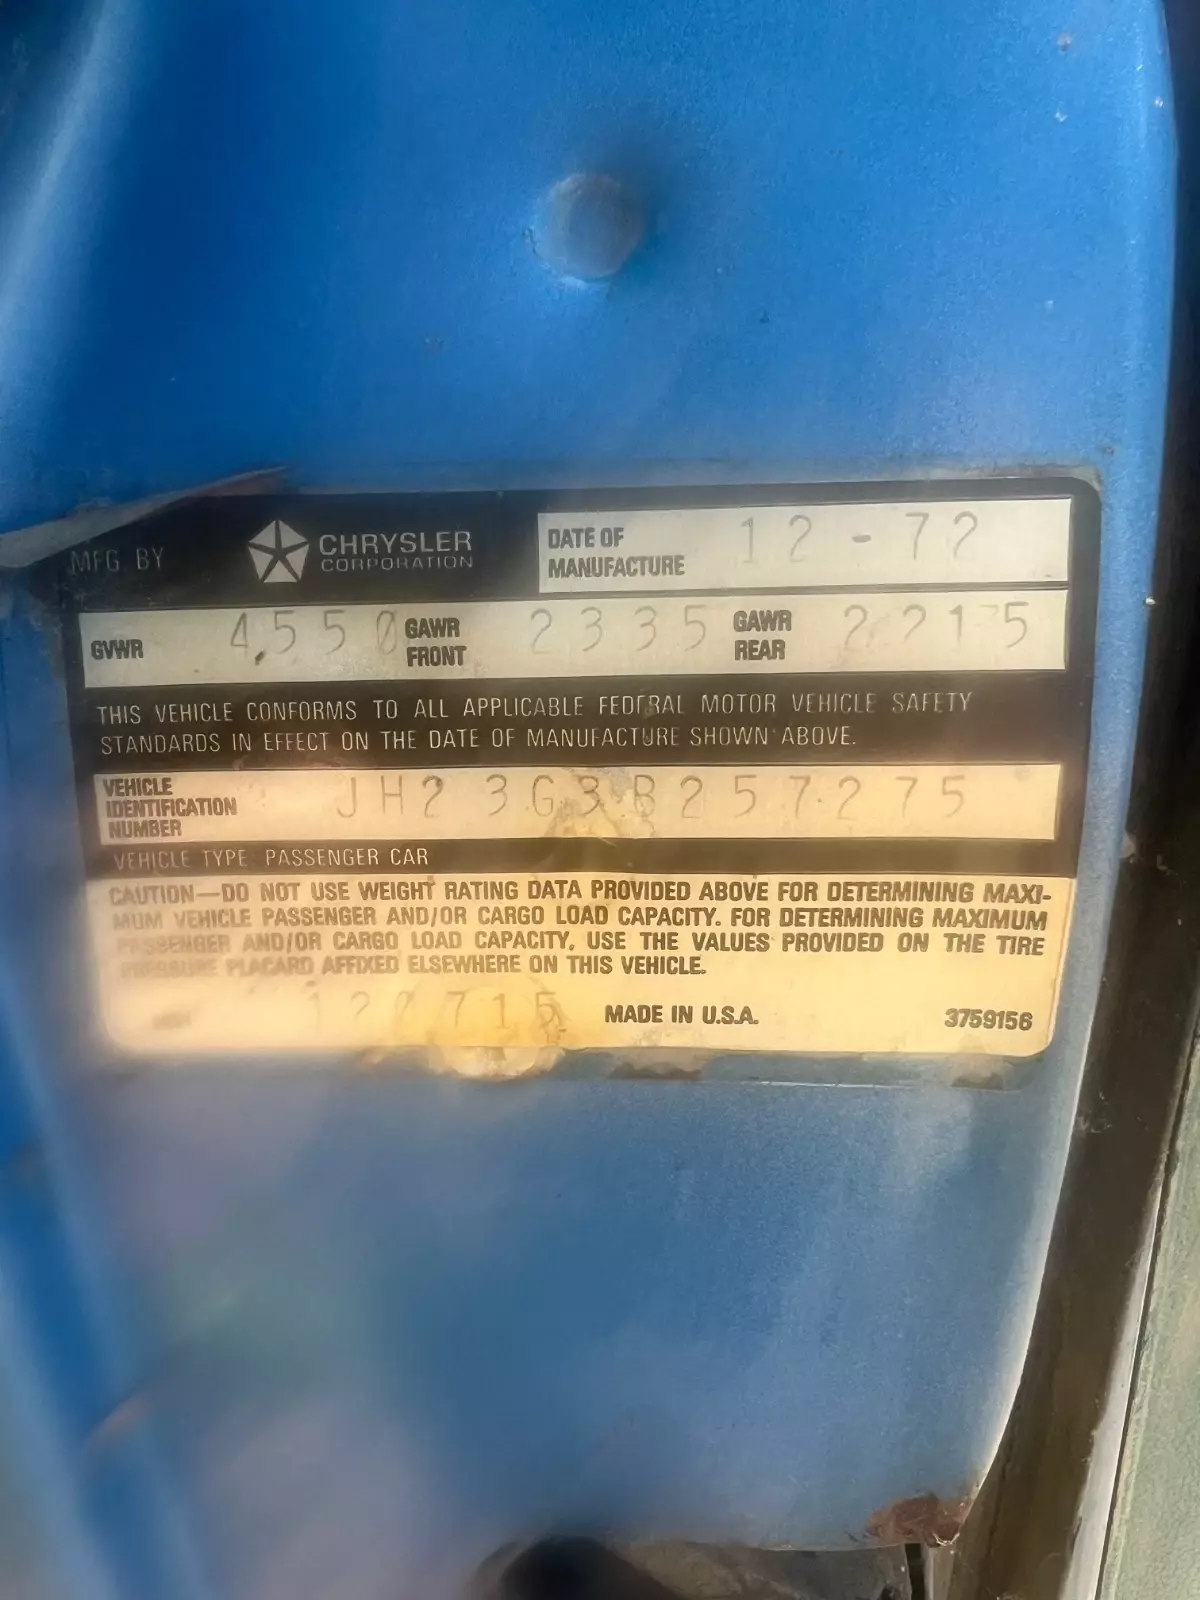 MFG BY CHRYSLER CORPORATION DATE OF MANUFACTURE 12-72
GVWR 4550 GAWR FRONT 2335 GAWR REAR 2215
THIS VEHICLE CONFORMS TO ALL APPLICABLE FEDERAL MOTOR VEHICLE SAFETY
STANDARDS IN EFFECT ON THE DATE OF MANUFACTURE SHOWN ABOVE.
VEHICLE IDENTIFICATION NUMBER JH23G3B257275
VEHICLE TYPE: PASSENGER CAR
CAUTION—DO NOT USE WEIGHT RATING DATA PROVIDED ABOVE FOR DETERMINING MAXI-
MUM VEHICLE PASSENGER AND/OR CARGO LOAD CAPACITY. FOR DETERMINING MAXIMUM
PASSENGER AND/OR CARGO LOAD CAPACITY, USE THE VALUES PROVIDED ON THE TIRE
PRESSURE PLACARD AFFIXED ELSEWHERE ON THIS VEHICLE.
120715 MADE IN U.S.A. 3759156